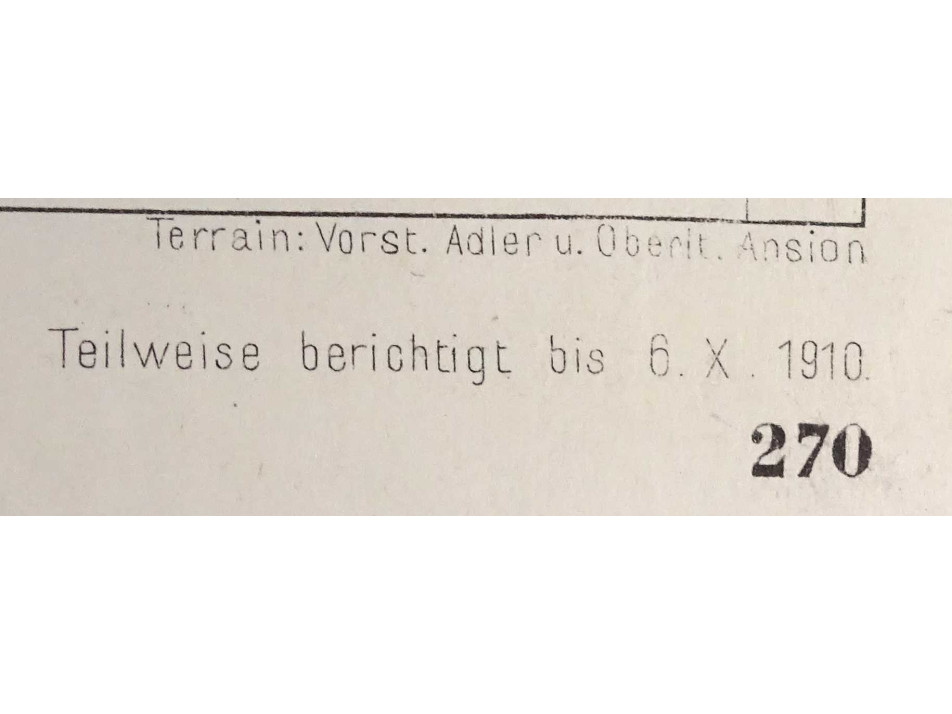 Terrain: Vorst. Adler u. Oberlt. Ansion
Teilweise berichtigt bis 6. X. 1910.
270